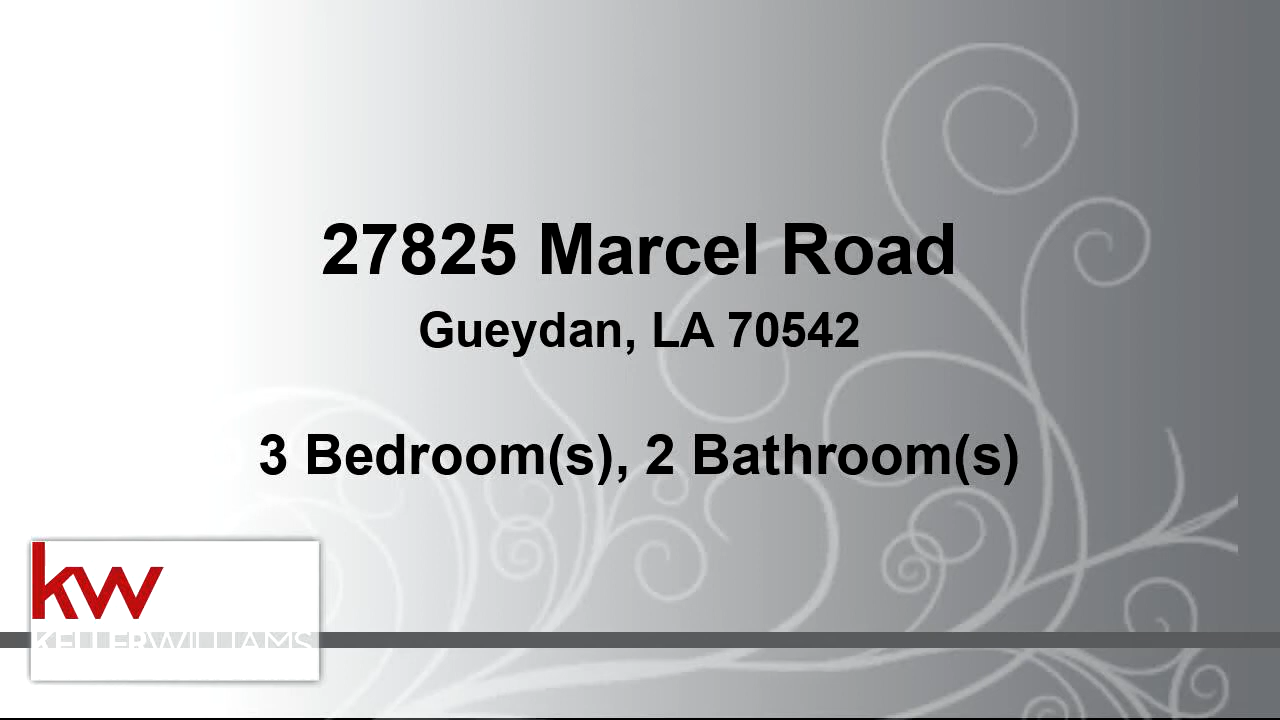 27825 Marcel Road
Gueydan, LA 70542
3 Bedroom(s), 2 Bathroom(s)
kw
KELLERWILLIAMS